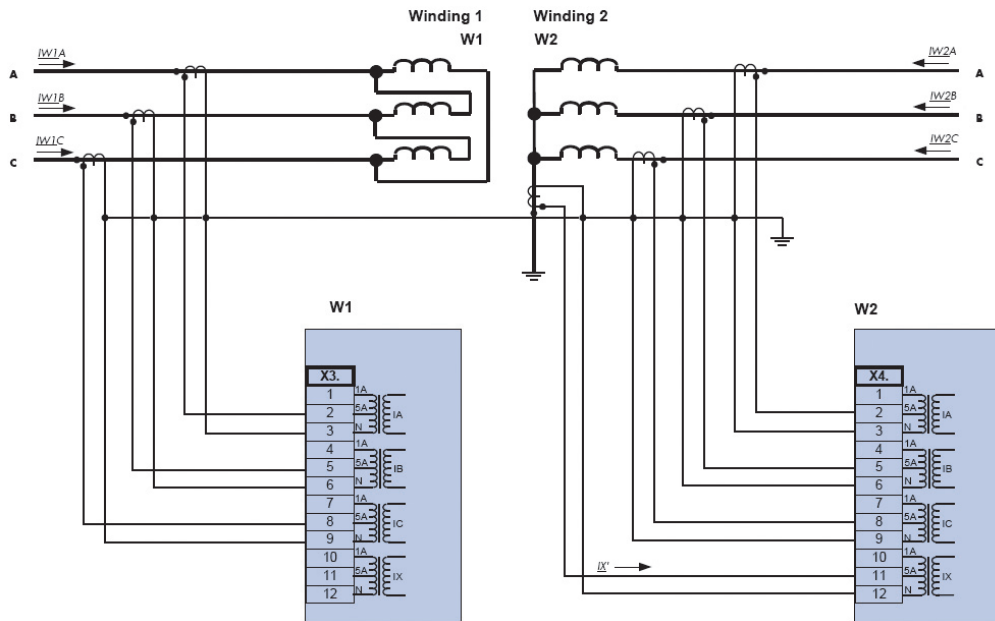 Winding 1 Winding 2
W1 W2
IW1A IW2A
A A
IW1B IW2B
B B
IW1C IW2C
C C
W1
X3.
1 1A
2 5A IA
3 N
4 1A
5 5A IB
6 N
7 1A
8 5A IC
9 N
10 1A
11 5A IX
12 N
IX'
W2
X4.
1 1A
2 5A IA
3 N
4 1A
5 5A IB
6 N
7 1A
8 5A IC
9 N
10 1A
11 5A IX
12 N